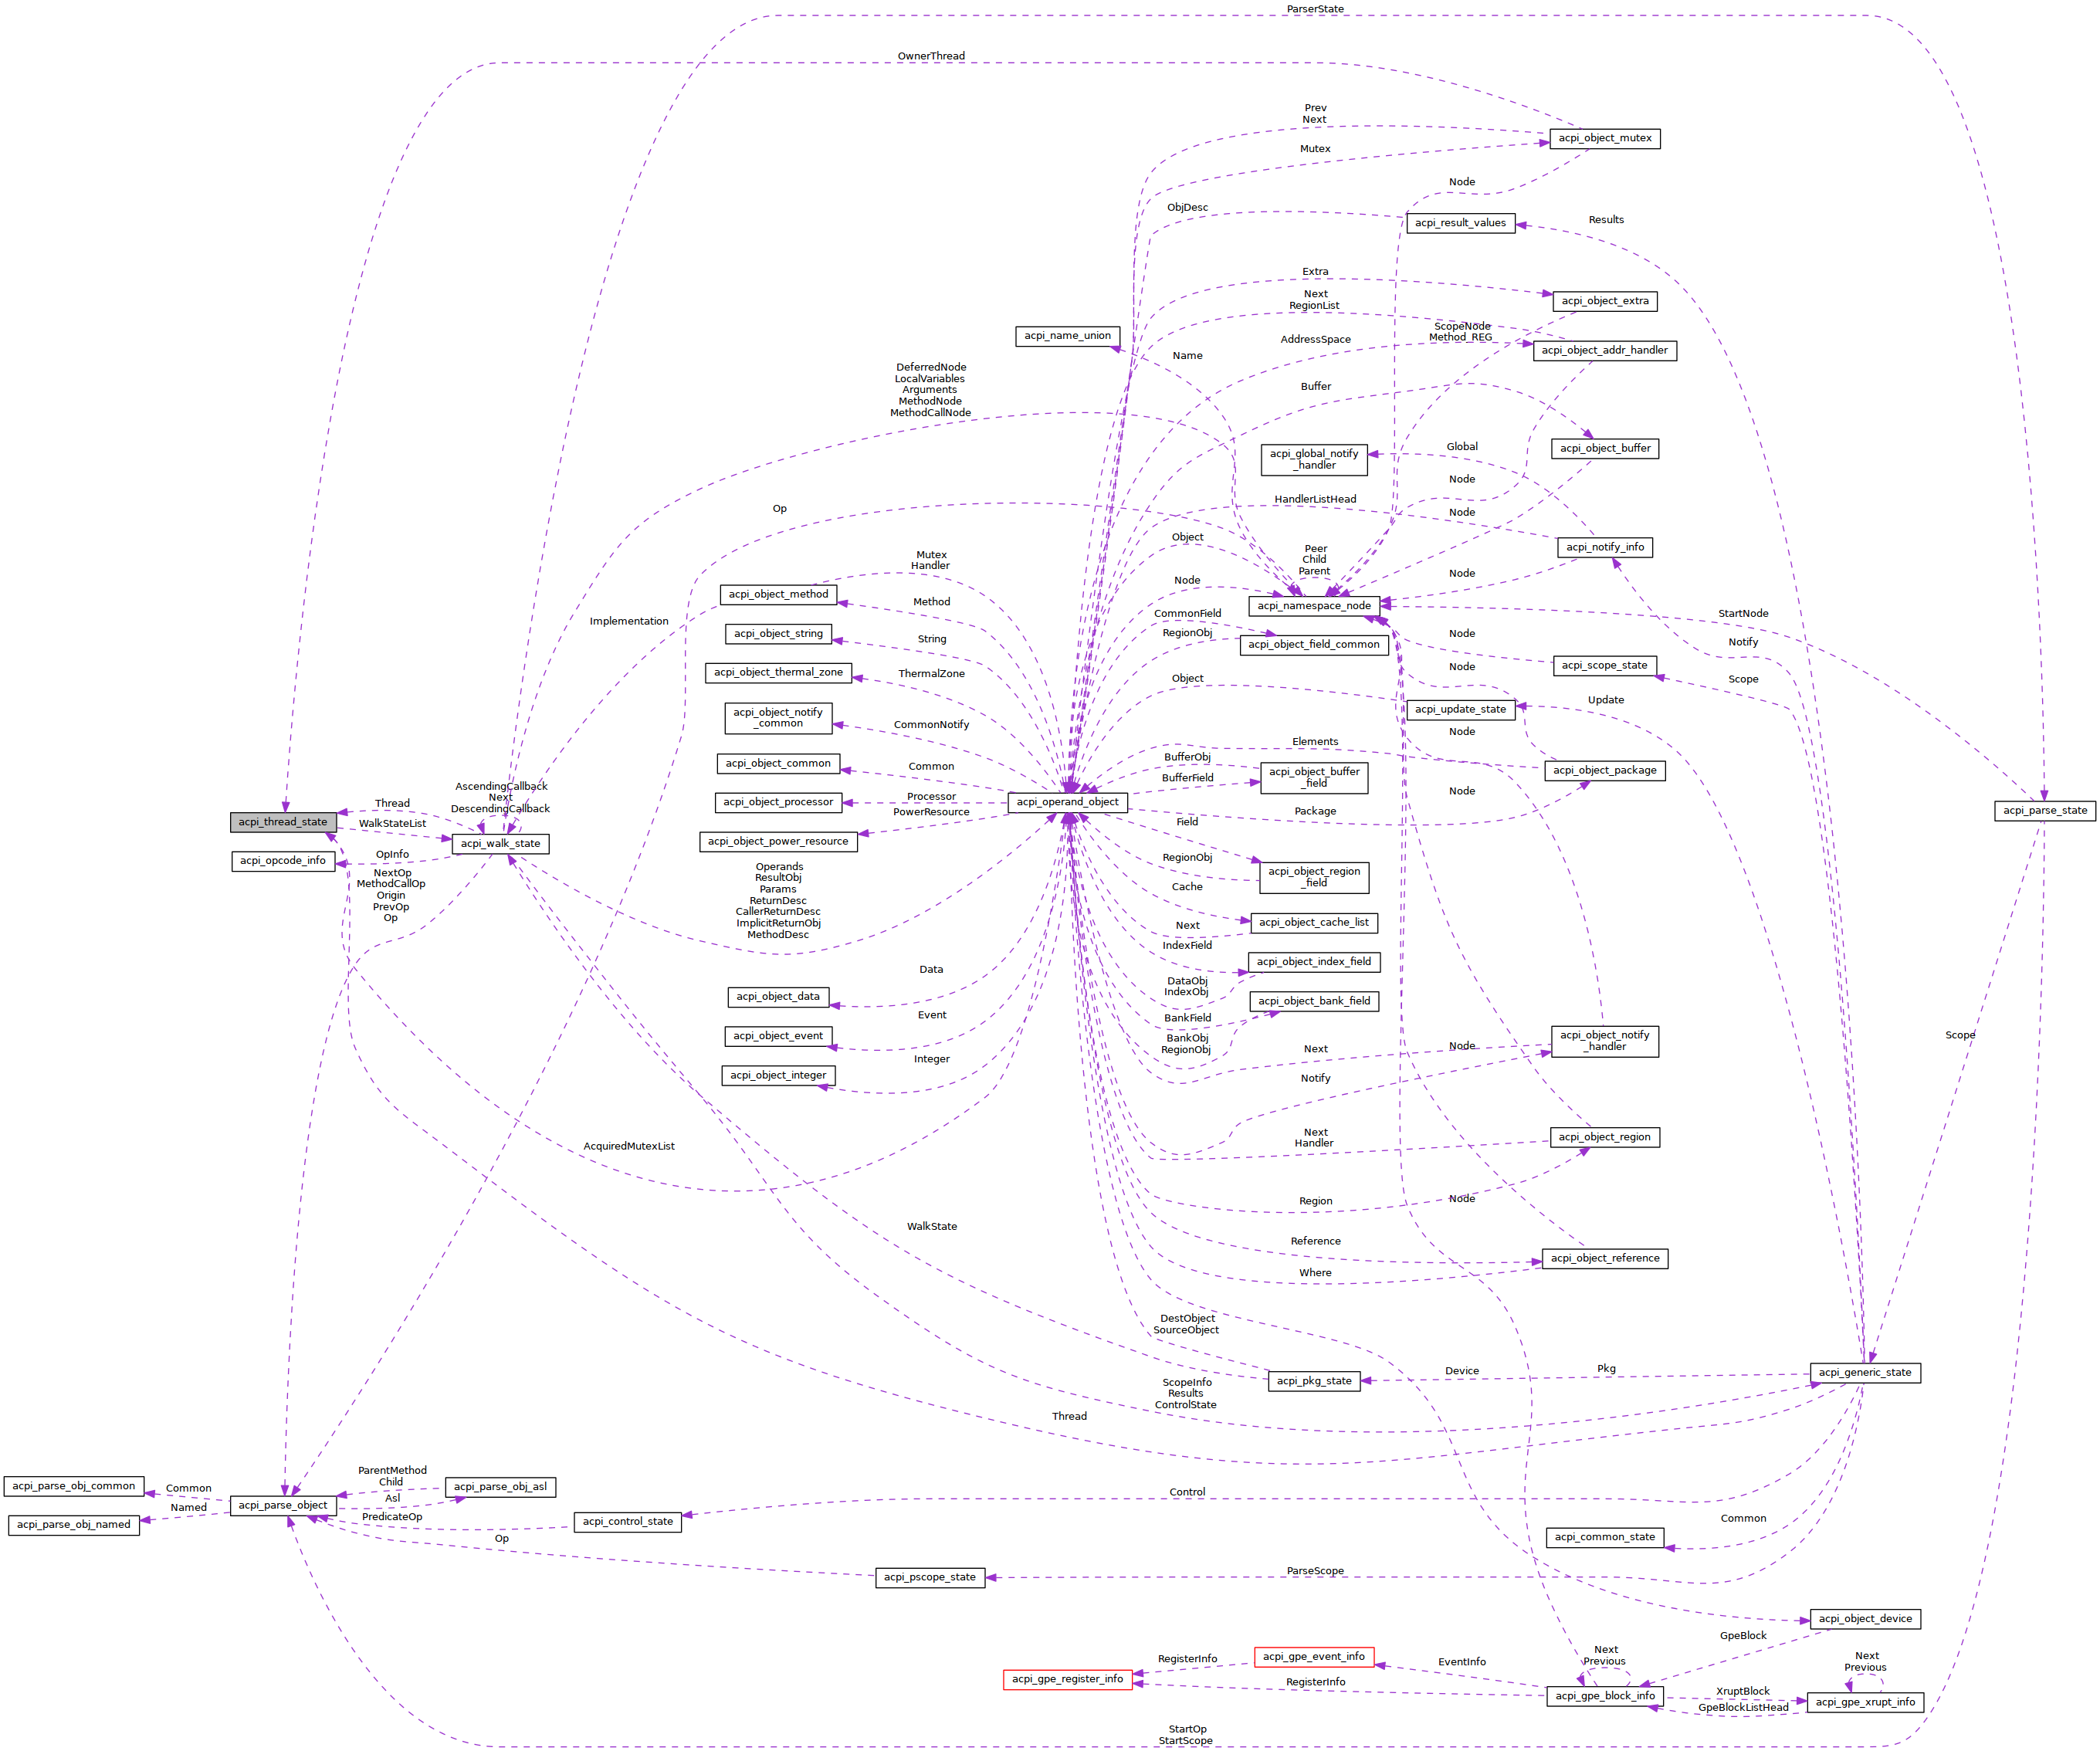 ParserState
OwnerThread
Prev
Next
acpi_object_mutex
Mutex
Node
ObjDesc
acpi_result_values
Results
Extra
Next
RegionList
acpi_object_extra
acpi_name_union
ScopeNode
Method_REG
AddressSpace
acpi_object_addr_handler
Name
DeferredNode
LocalVariables
Arguments
MethodNode
MethodCallNode
Buffer
acpi_object_buffer
acpi_global_notify
_handler
Global
Node
HandlerListHead
Node
Op
Object
acpi_notify_info
Mutex
Handler
Peer
Child
Parent
Node
Node
acpi_object_method
Method
acpi_namespace_node
CommonField
StartNode
Implementation
acpi_object_string
String
RegionObj
acpi_object_field_common
Node
Notify
acpi_scope_state
acpi_object_thermal_zone
ThermalZone
Object
Node
Scope
acpi_object_notify
_common
CommonNotify
acpi_update_state
Update
Node
Elements
acpi_object_common
Common
BufferObj
acpi_object_buffer
_field
BufferField
acpi_object_package
AscendingCallback
Next
DescendingCallback
Thread
acpi_object_processor
Processor
acpi_operand_object
Package
Node
acpi_parse_state
acpi_thread_state
WalkStateList
acpi_walk_state
PowerResource
acpi_object_power_resource
Field
acpi_opcode_info
OpInfo
RegionObj
acpi_object_region
_field
NextOp
MethodCallOp
Origin
PrevOp
Op
Operands
ResultObj
Params
ReturnDesc
CallerReturnDesc
ImplicitReturnObj
MethodDesc
Cache
acpi_object_cache_list
Next
IndexField
acpi_object_index_field
Data
acpi_object_data
DataObj
IndexObj
acpi_object_bank_field
Event
acpi_object_event
BankField
BankObj
RegionObj
acpi_object_notify
_handler
Node
Next
Integer
acpi_object_integer
Notify
Scope
AcquiredMutexList
Next
Handler
acpi_object_region
Region
Node
WalkState
Reference
acpi_object_reference
Where
DestObject
SourceObject
Device
Pkg
acpi_generic_state
acpi_pkg_state
ScopeInfo
Results
ControlState
Thread
acpi_parse_obj_common
Common
ParentMethod
Child
acpi_parse_obj_asl
Asl
acpi_parse_object
Named
acpi_parse_obj_named
PredicateOp
acpi_control_state
Control
Common
acpi_common_state
Op
acpi_pscope_state
ParseScope
acpi_object_device
GpeBlock
Next
Previous
Next
Previous
acpi_gpe_event_info
EventInfo
RegisterInfo
acpi_gpe_register_info
RegisterInfo
acpi_gpe_block_info
XruptBlock
GpeBlockListHead
acpi_gpe_xrupt_info
StartOp
StartScope